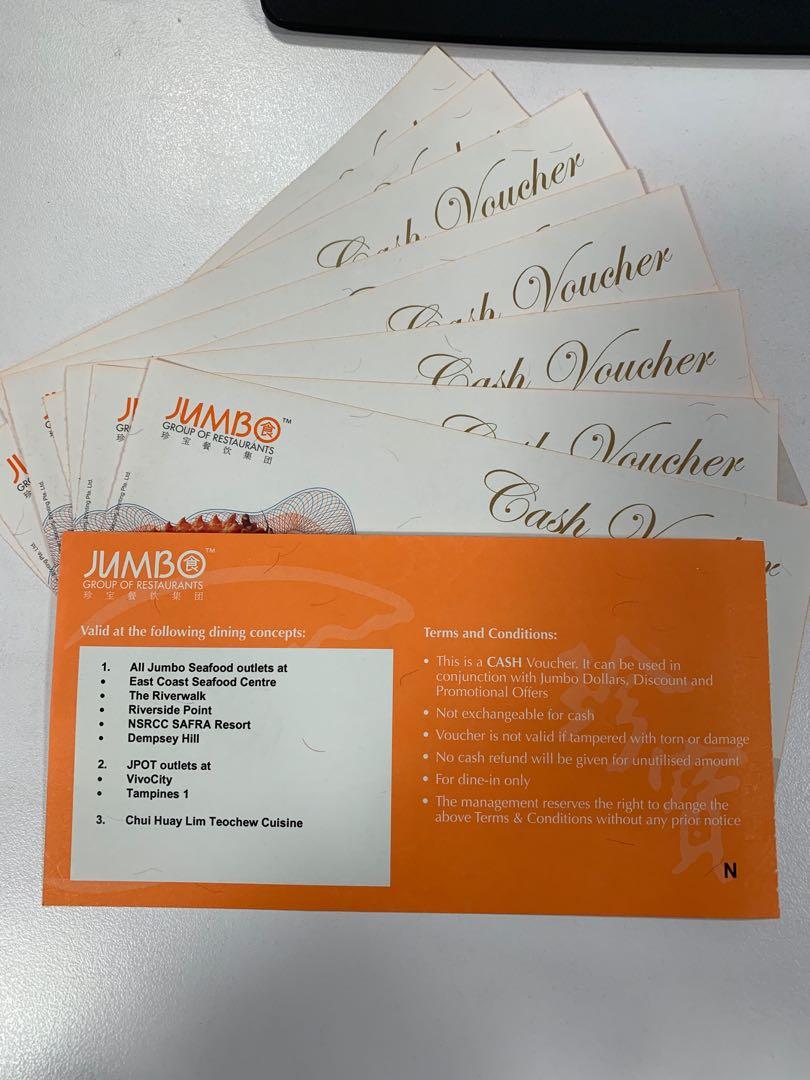 Cash Voucher
Cash Voucher
Cash Voucher
Cash Voucher
JUMBO食™
GROUP OF RESTAURANTS
珍宝餐饮集团
Cash
JUMBO食™
GROUP OF RESTAURANTS
珍宝餐饮集团
Valid at the following dining concepts:
1. All Jumbo Seafood outlets at
• East Coast Seafood Centre
• The Riverwalk
• Riverside Point
• NSRCC SAFRA Resort
• Dempsey Hill
2. JPOT outlets at
• VivoCity
• Tampines 1
3. Chui Huay Lim Teochew Cuisine
Terms and Conditions:
• This is a CASH Voucher. It can be used in
conjunction with Jumbo Dollars, Discount and
Promotional Offers
• Not exchangeable for cash
• Voucher is not valid if tampered with torn or damage
• No cash refund will be given for unutilised amount
• For dine-in only
• The management reserves the right to change the
above Terms & Conditions without any prior notice
珍寶
N